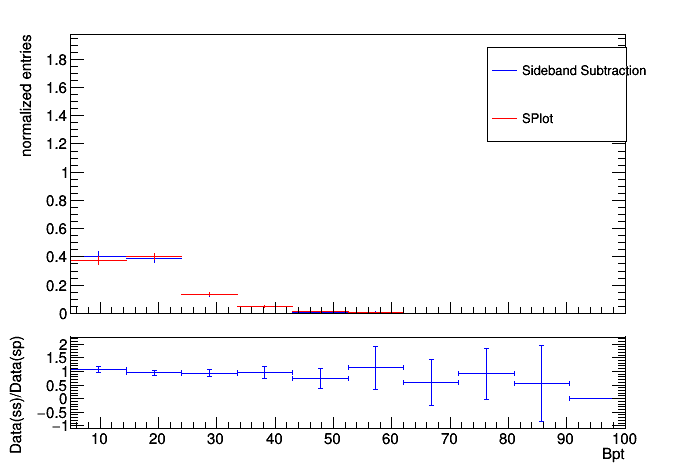 normalized entries
1.8
1.6
1.4
1.2
1
0.8
0.6
0.4
0.2
0
Sideband Subtraction
SPlot
Data(ss)/Data(sp)
2
1.5
1
0.5
0
−0.5
−1
10 20 30 40 50 60 70 80 90 100
Bpt